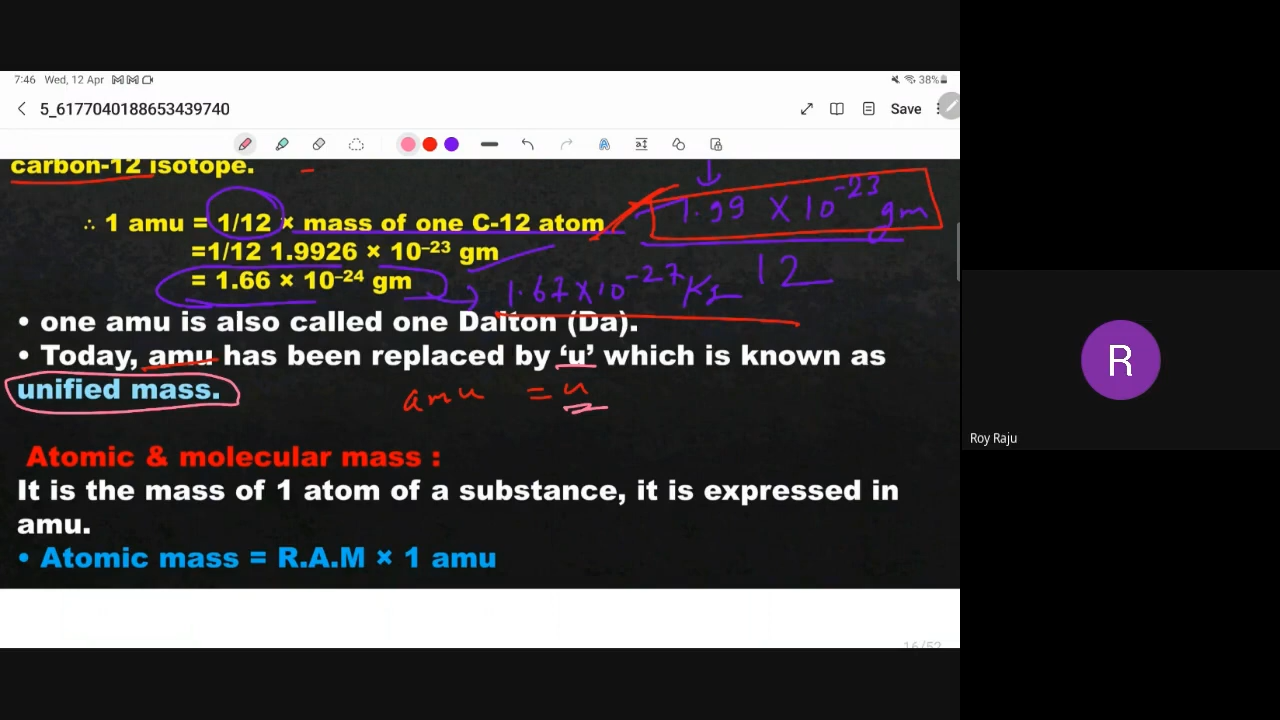 7:46 Wed, 12 Apr
38%
5_6177040188653439740
Save
carbon-12 isotope.
∴ 1 amu = 1/12 × mass of one C-12 atom
1.99 X 10⁻²³ gm
=1/12 1.9926 × 10⁻²³ gm
12
= 1.66 × 10⁻²⁴ gm
1.67 X 10⁻²⁷ Kg
• one amu is also called one Dalton (Da).
• Today, amu has been replaced by ‘u’ which is known as
unified mass.
amu = u
Atomic & molecular mass :
It is the mass of 1 atom of a substance, it is expressed in
amu.
• Atomic mass = R.A.M × 1 amu
R
Roy Raju